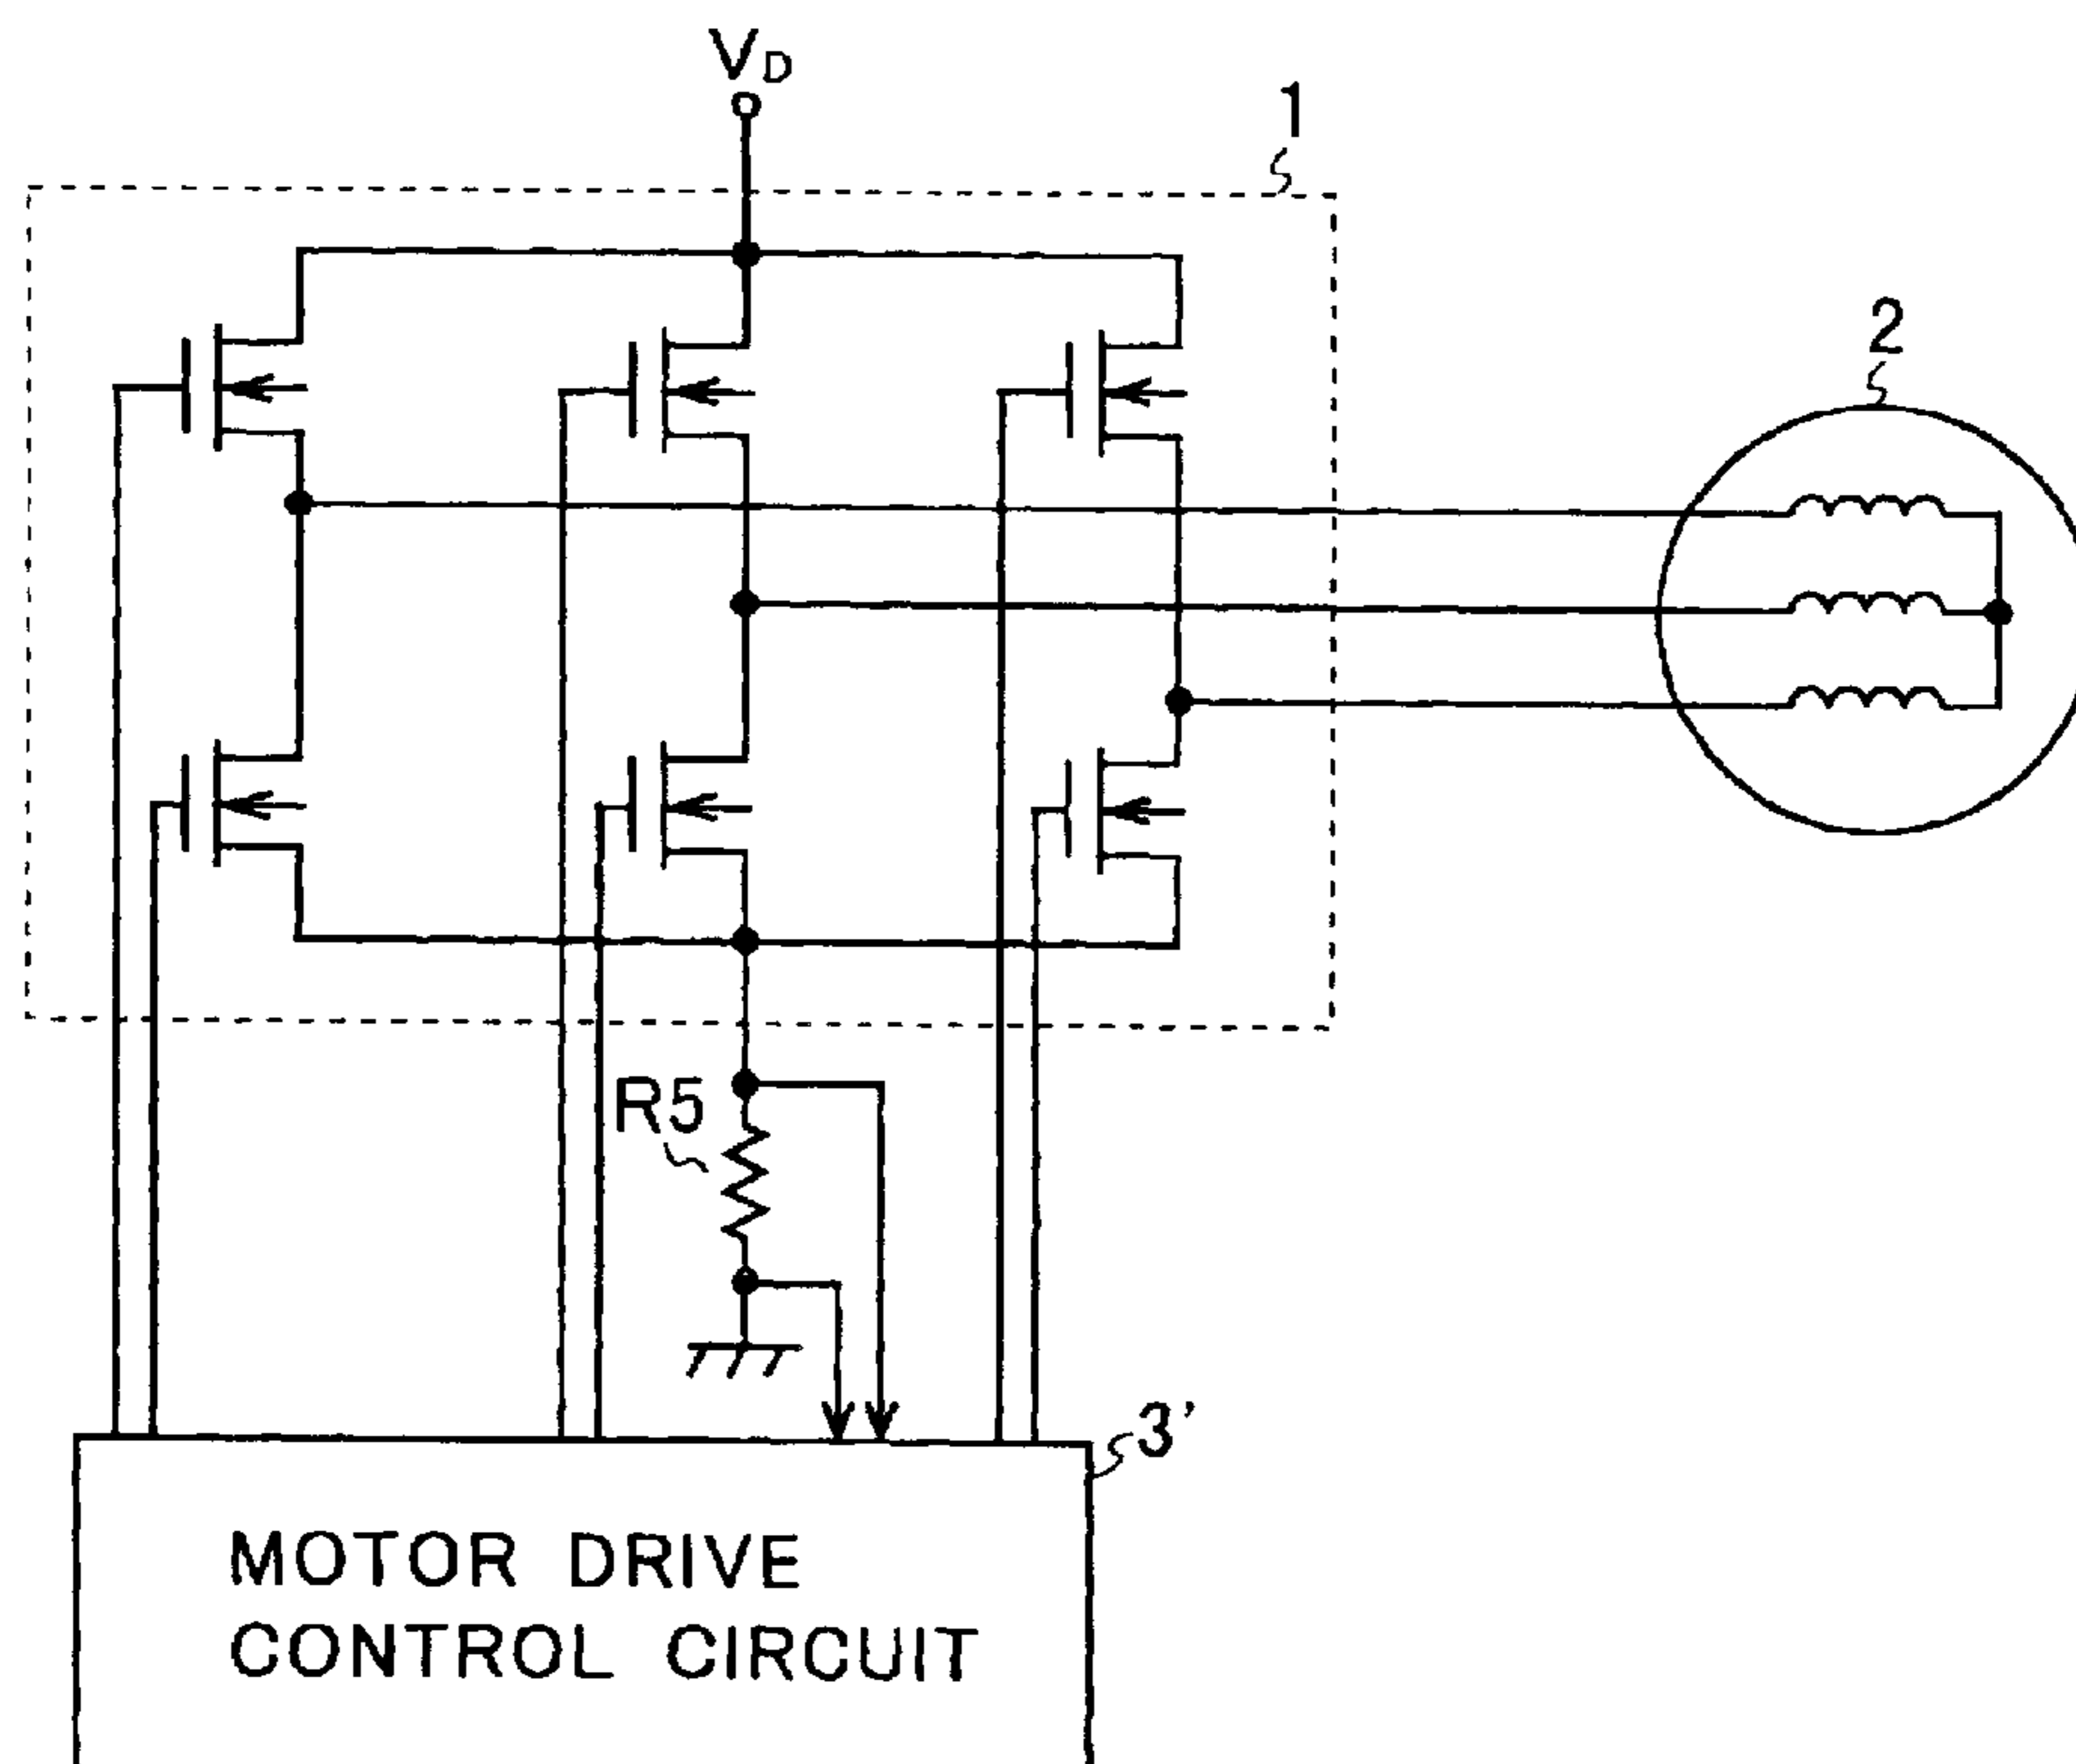 VD
1
2
R5
3'
MOTOR DRIVE
CONTROL CIRCUIT